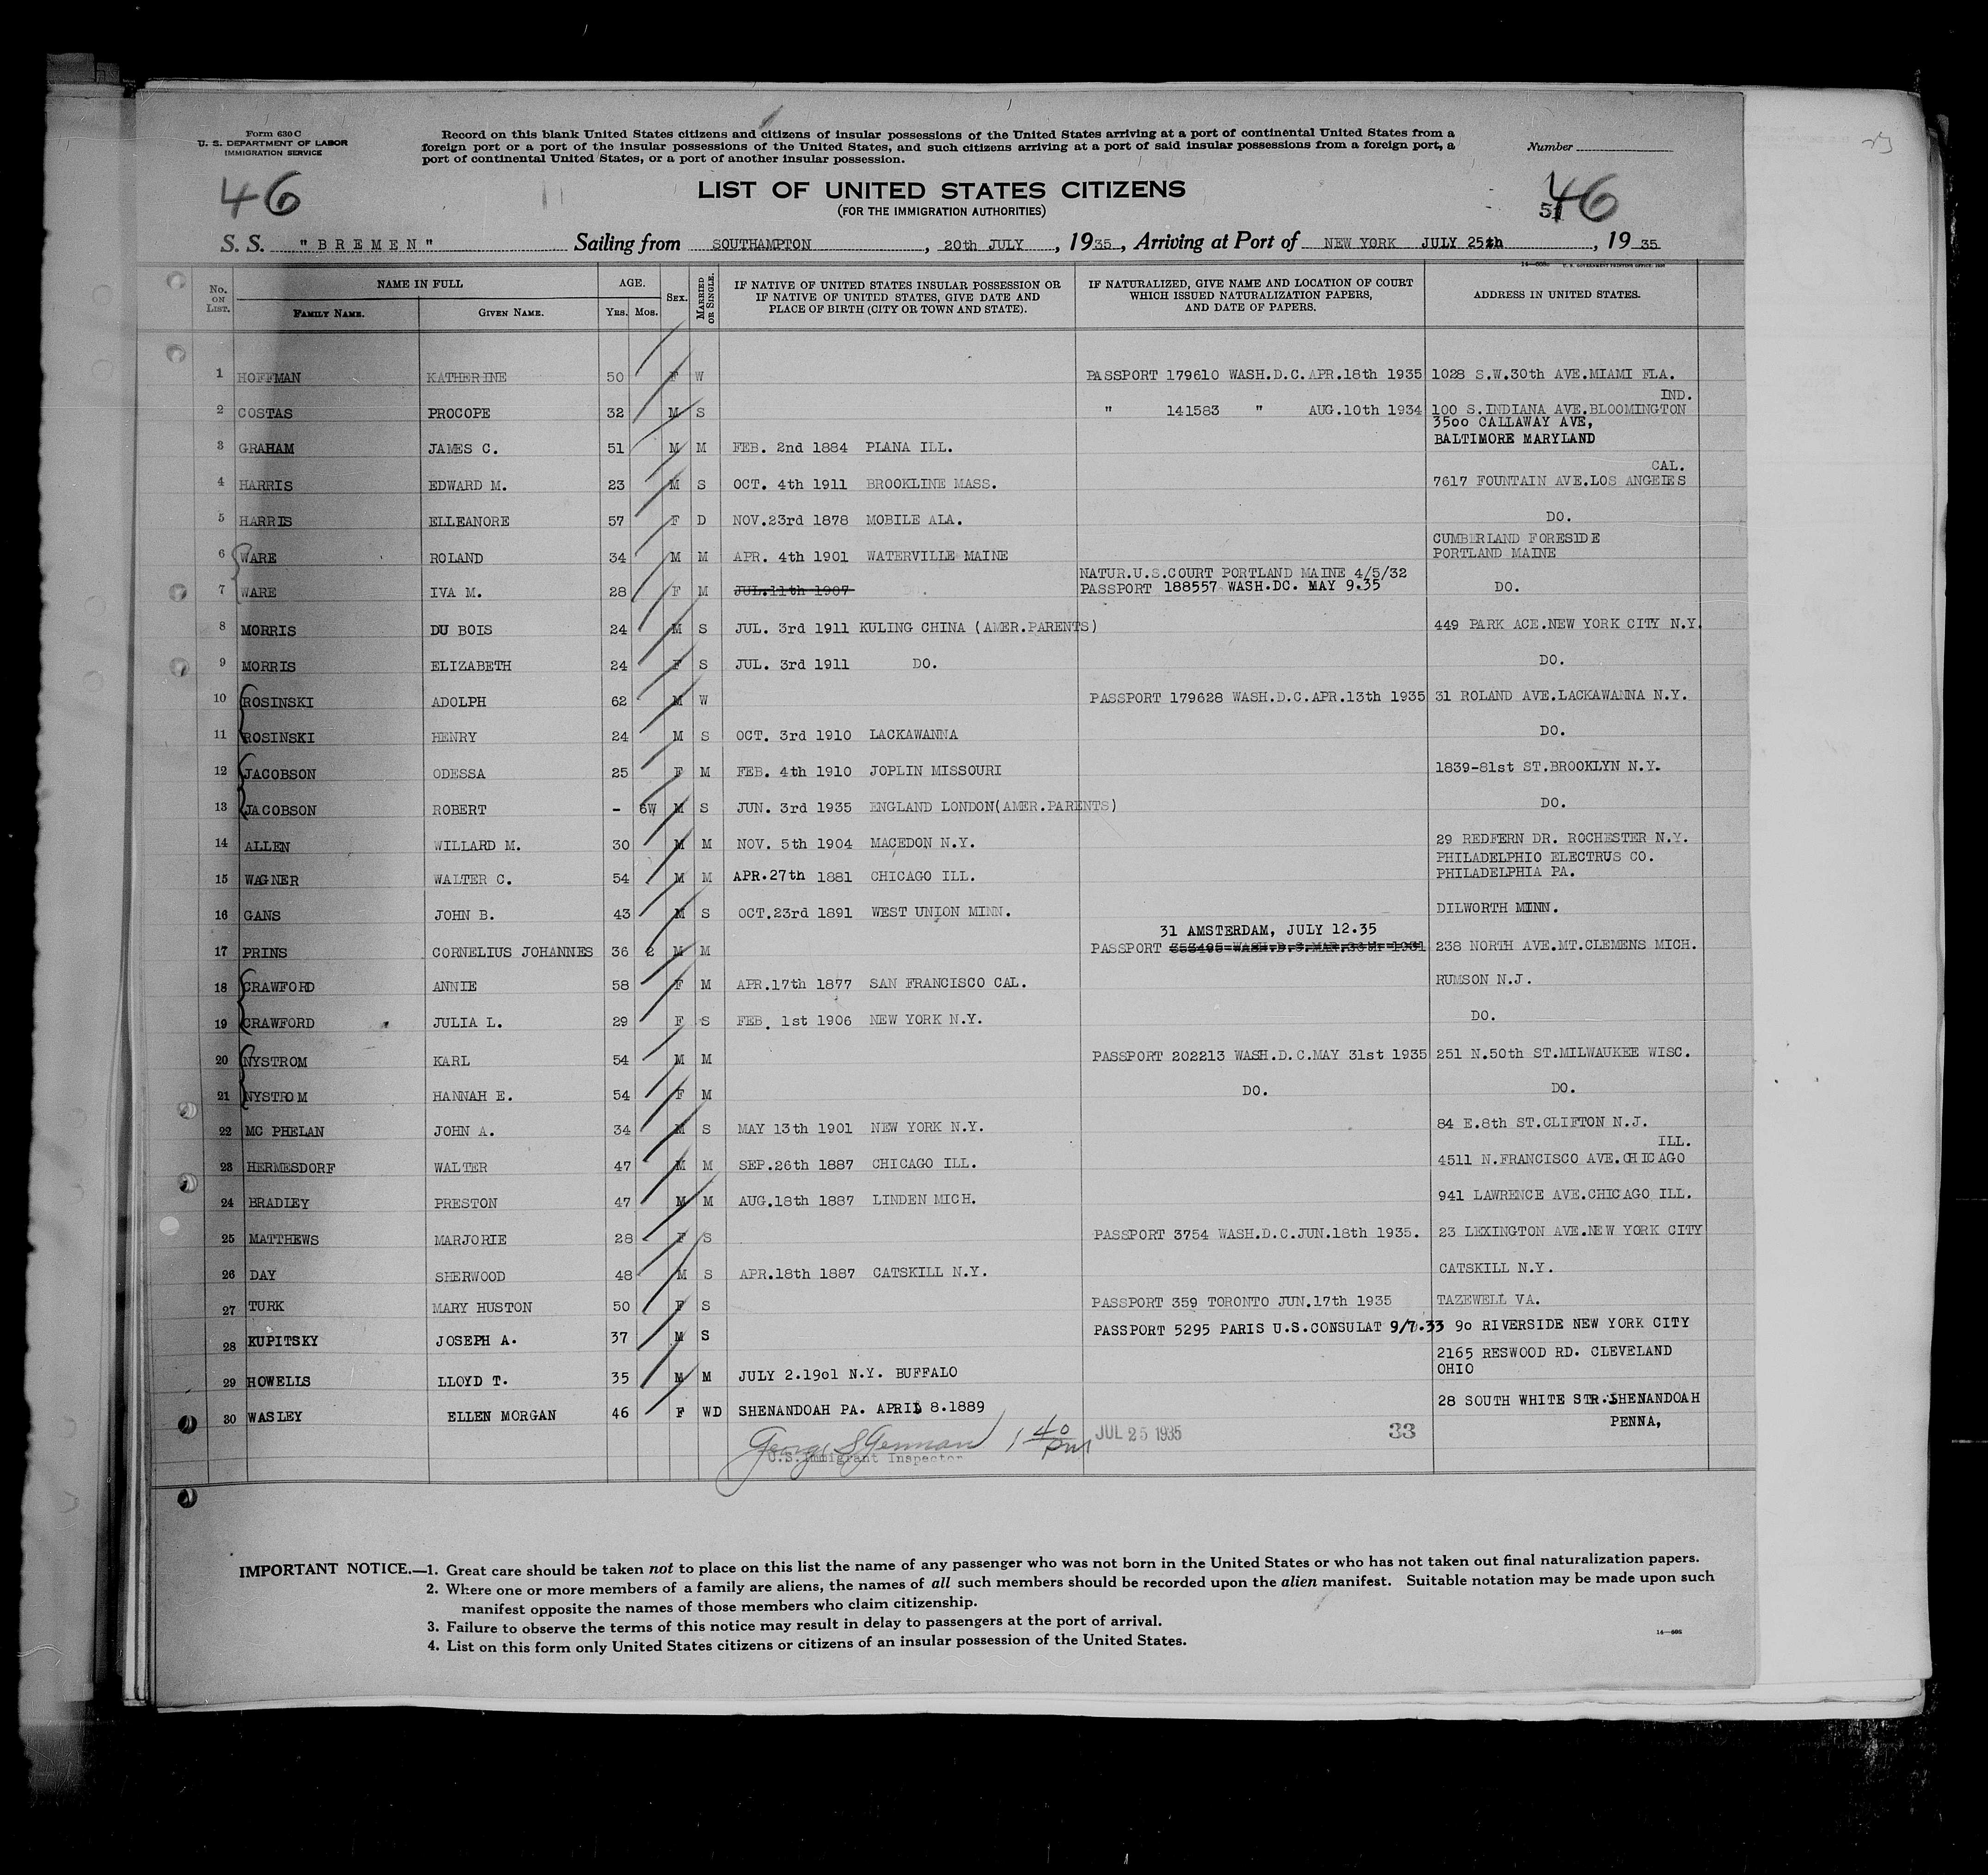 Form 630 C
U. S. DEPARTMENT OF LABOR
IMMIGRATION SERVICE
Record on this blank United States citizens and citizens of insular possessions of the United States arriving at a port of continental United States from a
foreign port or a port of the insular possessions of the United States, and such citizens arriving at a port of said insular possessions from a foreign port, a
port of continental United States, or a port of another insular possession.
Number
46
LIST OF UNITED STATES CITIZENS
46
(FOR THE IMMIGRATION AUTHORITIES)
S. S. "BREMEN" Sailing from SOUTHAMPTON, 20th JULY, 1935, Arriving at Port of NEW YORK JULY 25th, 19 35
No. ON LIST. NAME IN FULL AGE. SEX. MARRIED OR SINGLE. IF NATIVE OF UNITED STATES INSULAR POSSESSION OR IF NATIVE OF UNITED STATES, GIVE DATE AND PLACE OF BIRTH (CITY OR TOWN AND STATE). IF NATURALIZED, GIVE NAME AND LOCATION OF COURT WHICH ISSUED NATURALIZATION PAPERS, AND DATE OF PAPERS. ADDRESS IN UNITED STATES.
FAMILY NAME. GIVEN NAME. YRS. MOS.
1 HOFFMAN KATHERINE 50 F W PASSPORT 179610 WASH.D.C.APR.18th 1935 1028 S.W.30th AVE.MIAMI FLA.
IND.
2 COSTAS PROCOPE 32 M S " 141583 " AUG.10th 1934 100 S.INDIANA AVE.BLOOMINGTON
3500 CALLAWAY AVE,
3 GRAHAM JAMES C. 51 M M FEB. 2nd 1884 PLANA ILL. BALTIMORE MARYLAND
CAL.
4 HARRIS EDWARD M. 23 M S OCT. 4th 1911 BROOKLINE MASS. 7617 FOUNTAIN AVE.LOS ANGELES
5 HARRIS ELLEANORE 57 F D NOV.23rd 1878 MOBILE ALA. DO.
CUMBERLAND FORESIDE
6 WARE ROLAND 34 M M APR. 4th 1901 WATERVILLE MAINE PORTLAND MAINE
NATUR.U.S.COURT PORTLAND MAINE 4/5/32
7 WARE IVA M. 28 F M JUL.11th 1907 PASSPORT 188557 WASH.DC. MAY 9.35 DO.
8 MORRIS DU BOIS 24 M S JUL. 3rd 1911 KULING CHINA (AMER.PARENTS) 449 PARK ACE.NEW YORK CITY N.Y.
9 MORRIS ELIZABETH 24 F S JUL. 3rd 1911 DO. DO.
10 ROSINSKI ADOLPH 62 M W PASSPORT 179628 WASH.D.C.APR.13th 1935 31 ROLAND AVE.LACKAWANNA N.Y.
11 ROSINSKI HENRY 24 M S OCT. 3rd 1910 LACKAWANNA DO.
12 JACOBSON ODESSA 25 F M FEB. 4th 1910 JOPLIN MISSOURI 1839-81st ST.BROOKLYN N.Y.
13 JACOBSON ROBERT - 6W M S JUN. 3rd 1935 ENGLAND LONDON(AMER.PARENTS) DO.
14 ALLEN WILLARD M. 30 M M NOV. 5th 1904 MACEDON N.Y. 29 REDFERN DR. ROCHESTER N.Y.
PHILADELPHIO ELECTRUS CO.
15 WAGNER WALTER C. 54 M M APR.27th 1881 CHICAGO ILL. PHILADELPHIA PA.
16 GANS JOHN B. 43 M S OCT.23rd 1891 WEST UNION MINN. DILWORTH MINN.
31 AMSTERDAM, JULY 12.35
17 PRINS CORNELIUS JOHANNES 36 2 M M PASSPORT 238 NORTH AVE.MT.CLEMENS MICH.
18 CRAWFORD ANNIE 58 F M APR.17th 1877 SAN FRANCISCO CAL. RUMSON N.J.
19 CRAWFORD JULIA L. 29 F S FEB. 1st 1906 NEW YORK N.Y. DO.
20 NYSTROM KARL 54 M M PASSPORT 202213 WASH.D.C.MAY 31st 1935 251 N.50th ST.MILWAUKEE WISC.
21 NYSTROM HANNAH E. 54 F M DO. DO.
22 MC PHELAN JOHN A. 34 M S MAY 13th 1901 NEW YORK N.Y. 84 E.8th ST.CLIFTON N.J.
ILL.
23 HERMESDORF WALTER 47 M M SEP.26th 1887 CHICAGO ILL. 4511 N.FRANCISCO AVE.CHICAGO
24 BRADLEY PRESTON 47 M M AUG.18th 1887 LINDEN MICH. 941 LAWRENCE AVE.CHICAGO ILL.
25 MATTHEWS MARJORIE 28 F S PASSPORT 3754 WASH.D.C.JUN.18th 1935. 23 LEXINGTON AVE.NEW YORK CITY
26 DAY SHERWOOD 48 M S APR.18th 1887 CATSKILL N.Y. CATSKILL N.Y.
27 TURK MARY HUSTON 50 F S PASSPORT 359 TORONTO JUN.17th 1935 TAZEWELL VA.
28 KUPITSKY JOSEPH A. 37 M S PASSPORT 5295 PARIS U.S.CONSULAT 9/7.33 90 RIVERSIDE NEW YORK CITY
2165 RESWOOD RD. CLEVELAND
29 HOWELLS LLOYD T. 35 M M JULY 2.1901 N.Y. BUFFALO OHIO
30 WASLEY ELLEN MORGAN 46 F WD SHENANDOAH PA. APRIL 8.1889 28 SOUTH WHITE STR.SHENANDOAH
PENNA,
1 40 pm JUL 25 1935 33
U.S. Immigrant Inspector
IMPORTANT NOTICE.—1. Great care should be taken not to place on this list the name of any passenger who was not born in the United States or who has not taken out final naturalization papers.
2. Where one or more members of a family are aliens, the names of all such members should be recorded upon the alien manifest. Suitable notation may be made upon such
manifest opposite the names of those members who claim citizenship.
3. Failure to observe the terms of this notice may result in delay to passengers at the port of arrival.
4. List on this form only United States citizens or citizens of an insular possession of the United States.